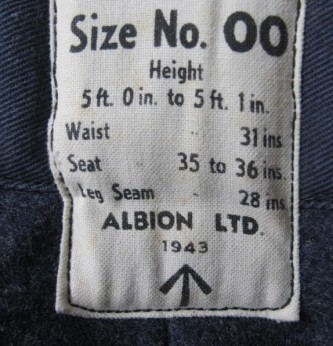 Size No. 00
Height
5 ft. 0 in. to 5 ft. 1 in.
Waist - 31 ins.
Seat 35 to 36 ins.
Leg Seam - 28 ins
ALBION LTD.
1943